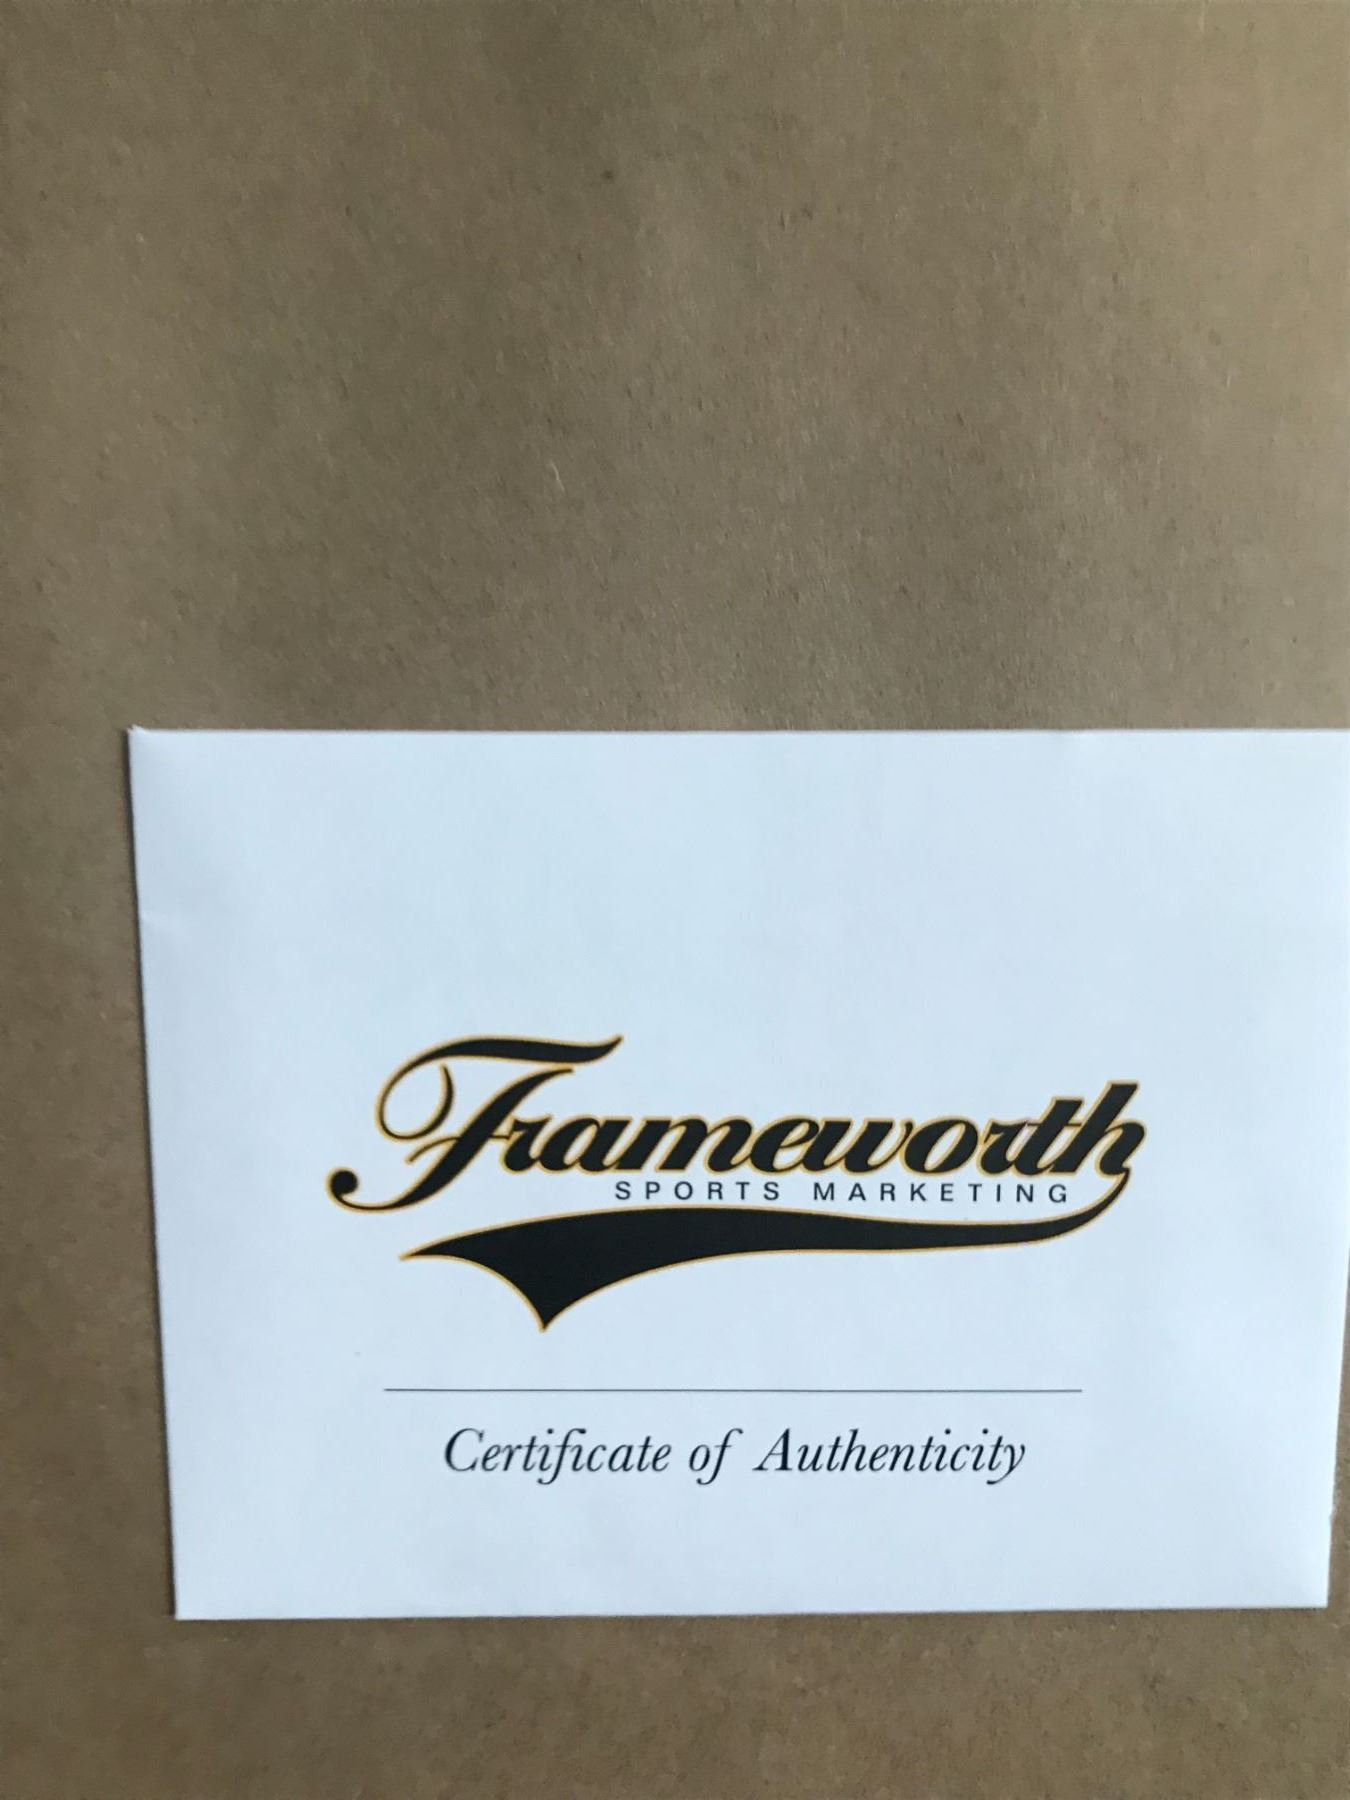 Frameworth
SPORTS MARKETING
Certificate of Authenticity